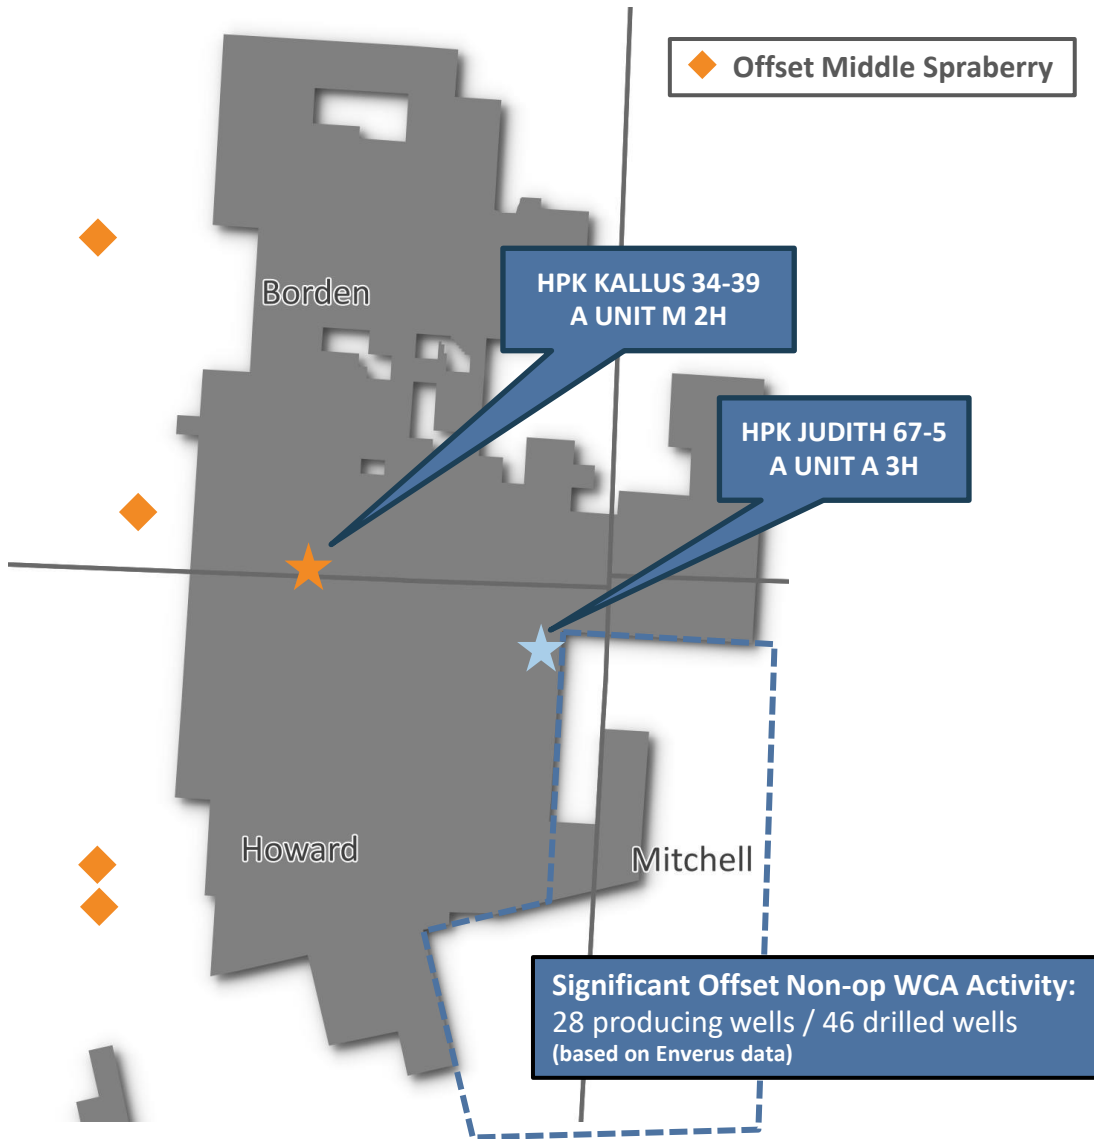 Offset Middle Spraberry
Borden
HPK KALLUS 34-39
A UNIT M 2H
HPK JUDITH 67-5
A UNIT A 3H
Howard
Mitchell
Significant Offset Non-op WCA Activity:
28 producing wells / 46 drilled wells
(based on Enverus data)